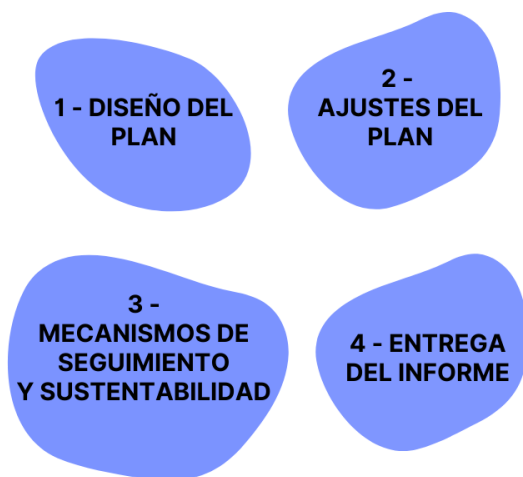 1 - DISEÑO DEL
PLAN
2 -
AJUSTES DEL
PLAN
3 -
MECANISMOS DE
SEGUIMIENTO
Y SUSTENTABILIDAD
4 - ENTREGA
DEL INFORME